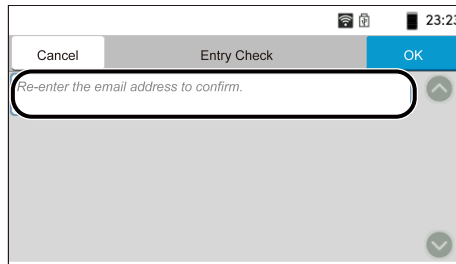 23:23
Cancel
Entry Check
OK
Re-enter the email address to confirm.